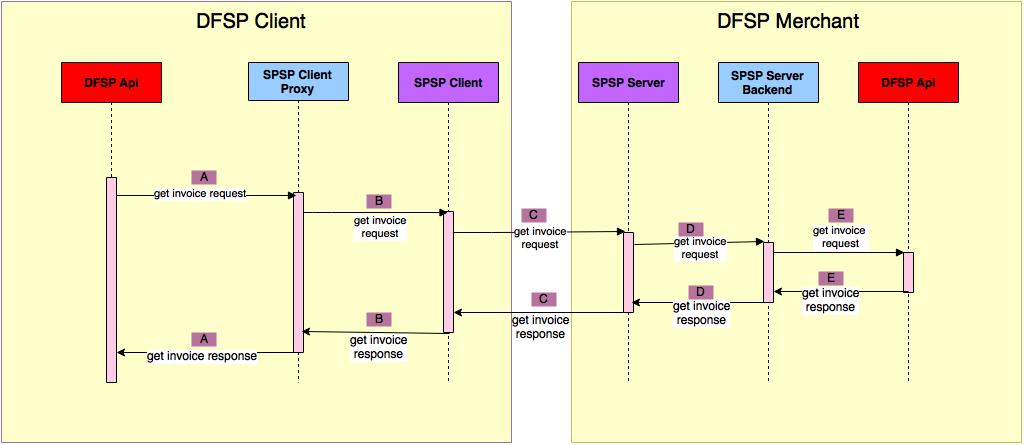 DFSP Client
DFSP Merchant
DFSP Api
SPSP Client
Proxy
SPSP Client
SPSP Server
SPSP Server
Backend
DFSP Api
A
get invoice request
B
get invoice
request
C
get invoice
request
D
get invoice
request
E
get invoice
request
E
get invoice
response
D
get invoice
response
C
get invoice
response
B
get invoice
response
A
get invoice response